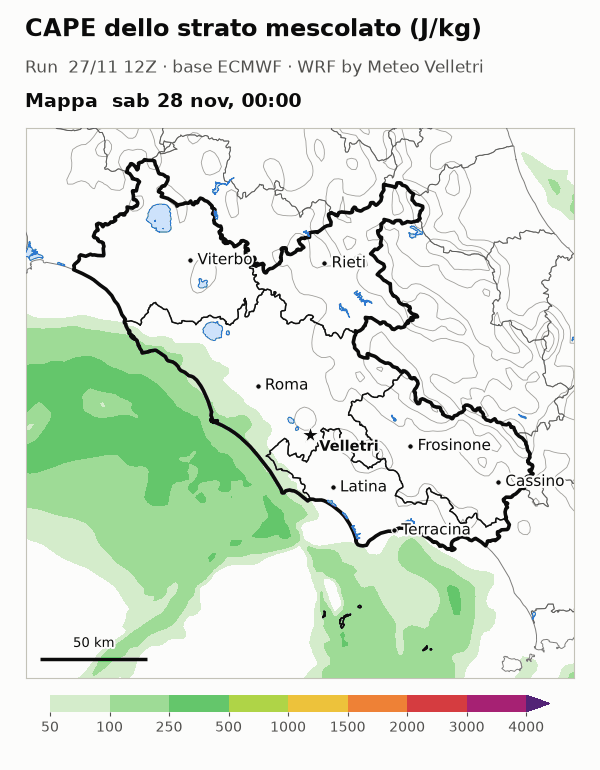 CAPE dello strato mescolato (J/kg)
Run  27/11 12Z · base ECMWF · WRF by Meteo Velletri
Mappa  sab 28 nov, 00:00
Viterbo
Rieti
Roma
Velletri
Frosinone
Cassino
Latina
Terracina
50 km
50 100 250 500 1000 1500 2000 3000 4000